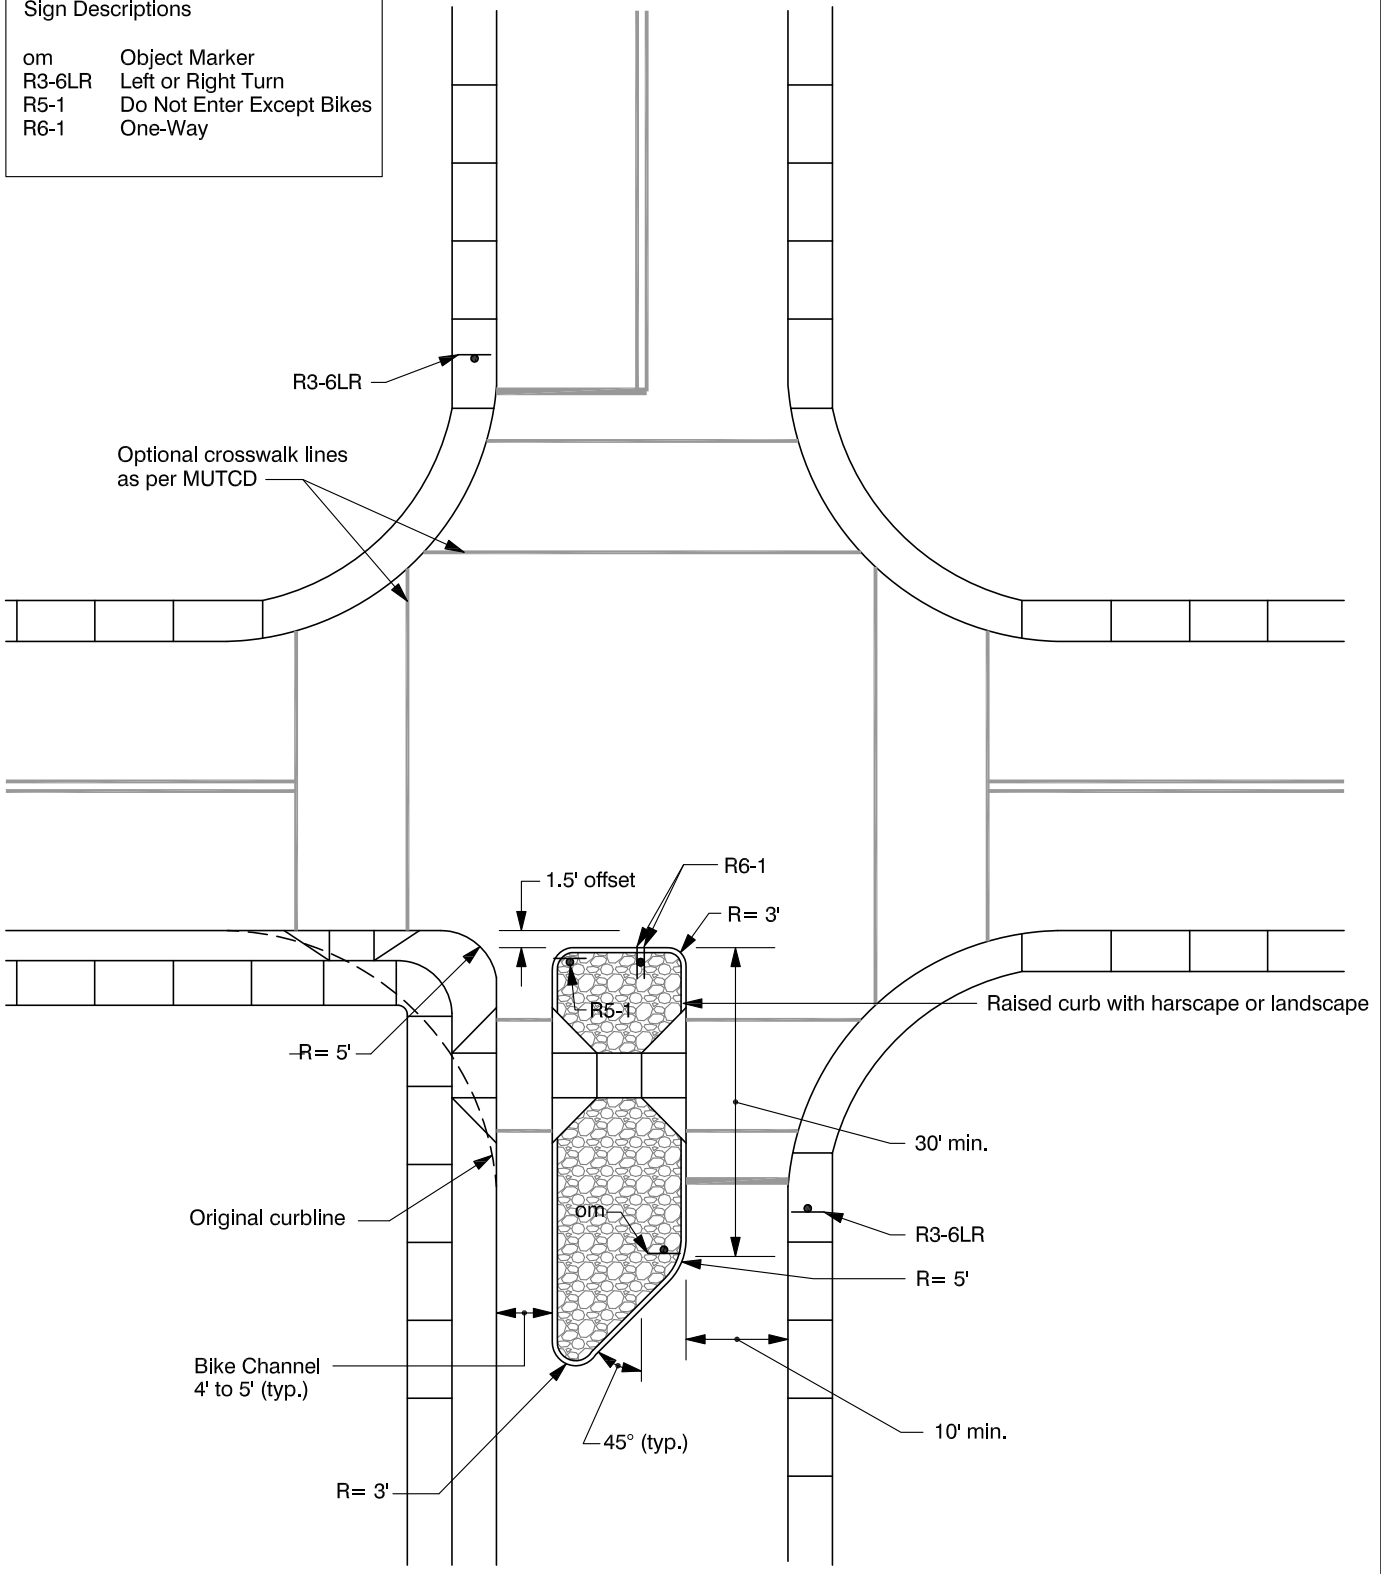 Sign Descriptions
om Object Marker
R3-6LR Left or Right Turn
R5-1 Do Not Enter Except Bikes
R6-1 One-Way
R3-6LR
Optional crosswalk lines
as per MUTCD
1.5' offset
R6-1
R= 3'
R5-1
Raised curb with harscape or landscape
R= 5'
30' min.
Original curbline
om
R3-6LR
R= 5'
Bike Channel
4' to 5' (typ.)
45° (typ.)
10' min.
R= 3'